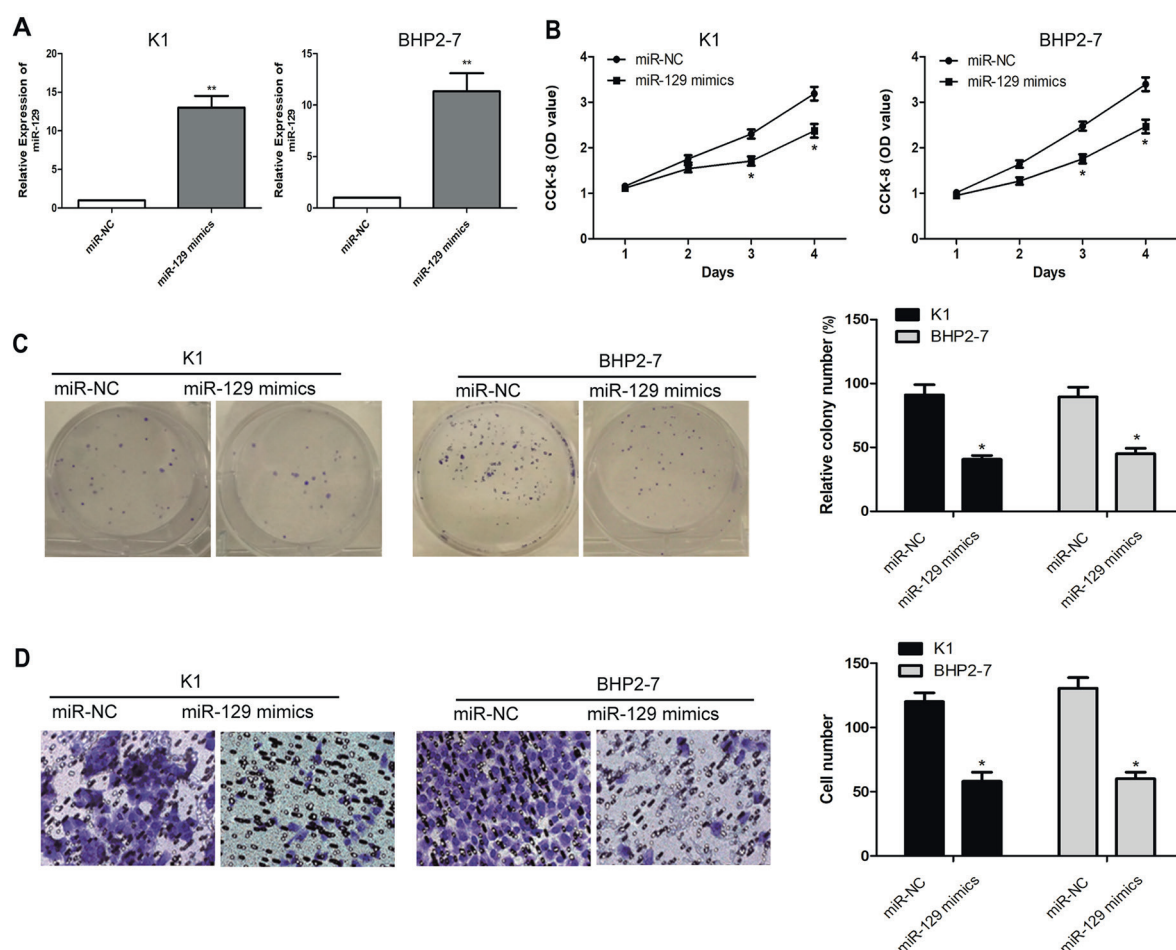 A
K1
Relative Expression of
miR-129
20
15
10
5
0
**
miR-NC
miR-129 mimics
BHP2-7
Relative Expression of
miR-129
15
10
5
0
**
miR-NC
miR-129 mimics
B
K1
miR-NC
miR-129 mimics
CCK-8 (OD value)
4
3
2
1
0
*
*
1 2 3 4
Days
BHP2-7
miR-NC
miR-129 mimics
CCK-8 (OD value)
4
3
2
1
0
*
*
1 2 3 4
Days
C
K1
miR-NC miR-129 mimics
BHP2-7
miR-NC miR-129 mimics
Relative colony number (%)
150
100
50
0
K1
BHP2-7
*
*
miR-NC
miR-129 mimics
miR-NC
miR-129 mimics
D
K1
miR-NC miR-129 mimics
BHP2-7
miR-NC miR-129 mimics
Cell number
150
100
50
0
K1
BHP2-7
*
*
miR-NC
miR-129 mimics
miR-NC
miR-129 mimics